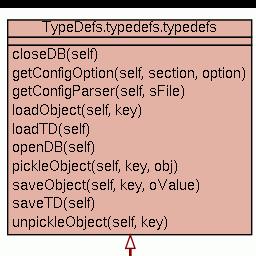 TypeDefs.typedefs.typedefs
closeDB(self)
getConfigOption(self, section, option)
getConfigParser(self, sFile)
loadObject(self, key)
loadTD(self)
openDB(self)
pickleObject(self, key, obj)
saveObject(self, key, oValue)
saveTD(self)
unpickleObject(self, key)